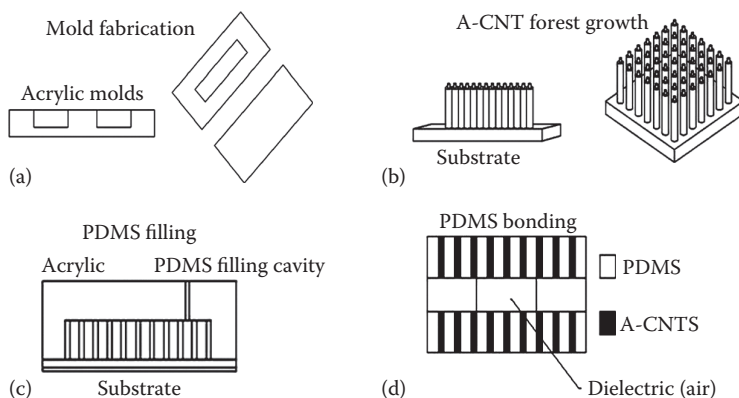 Mold fabrication
Acrylic molds
(a)
A-CNT forest growth
Substrate
(b)
PDMS filling
Acrylic PDMS filling cavity
Substrate
(c)
PDMS bonding
PDMS
A-CNTS
Dielectric (air)
(d)